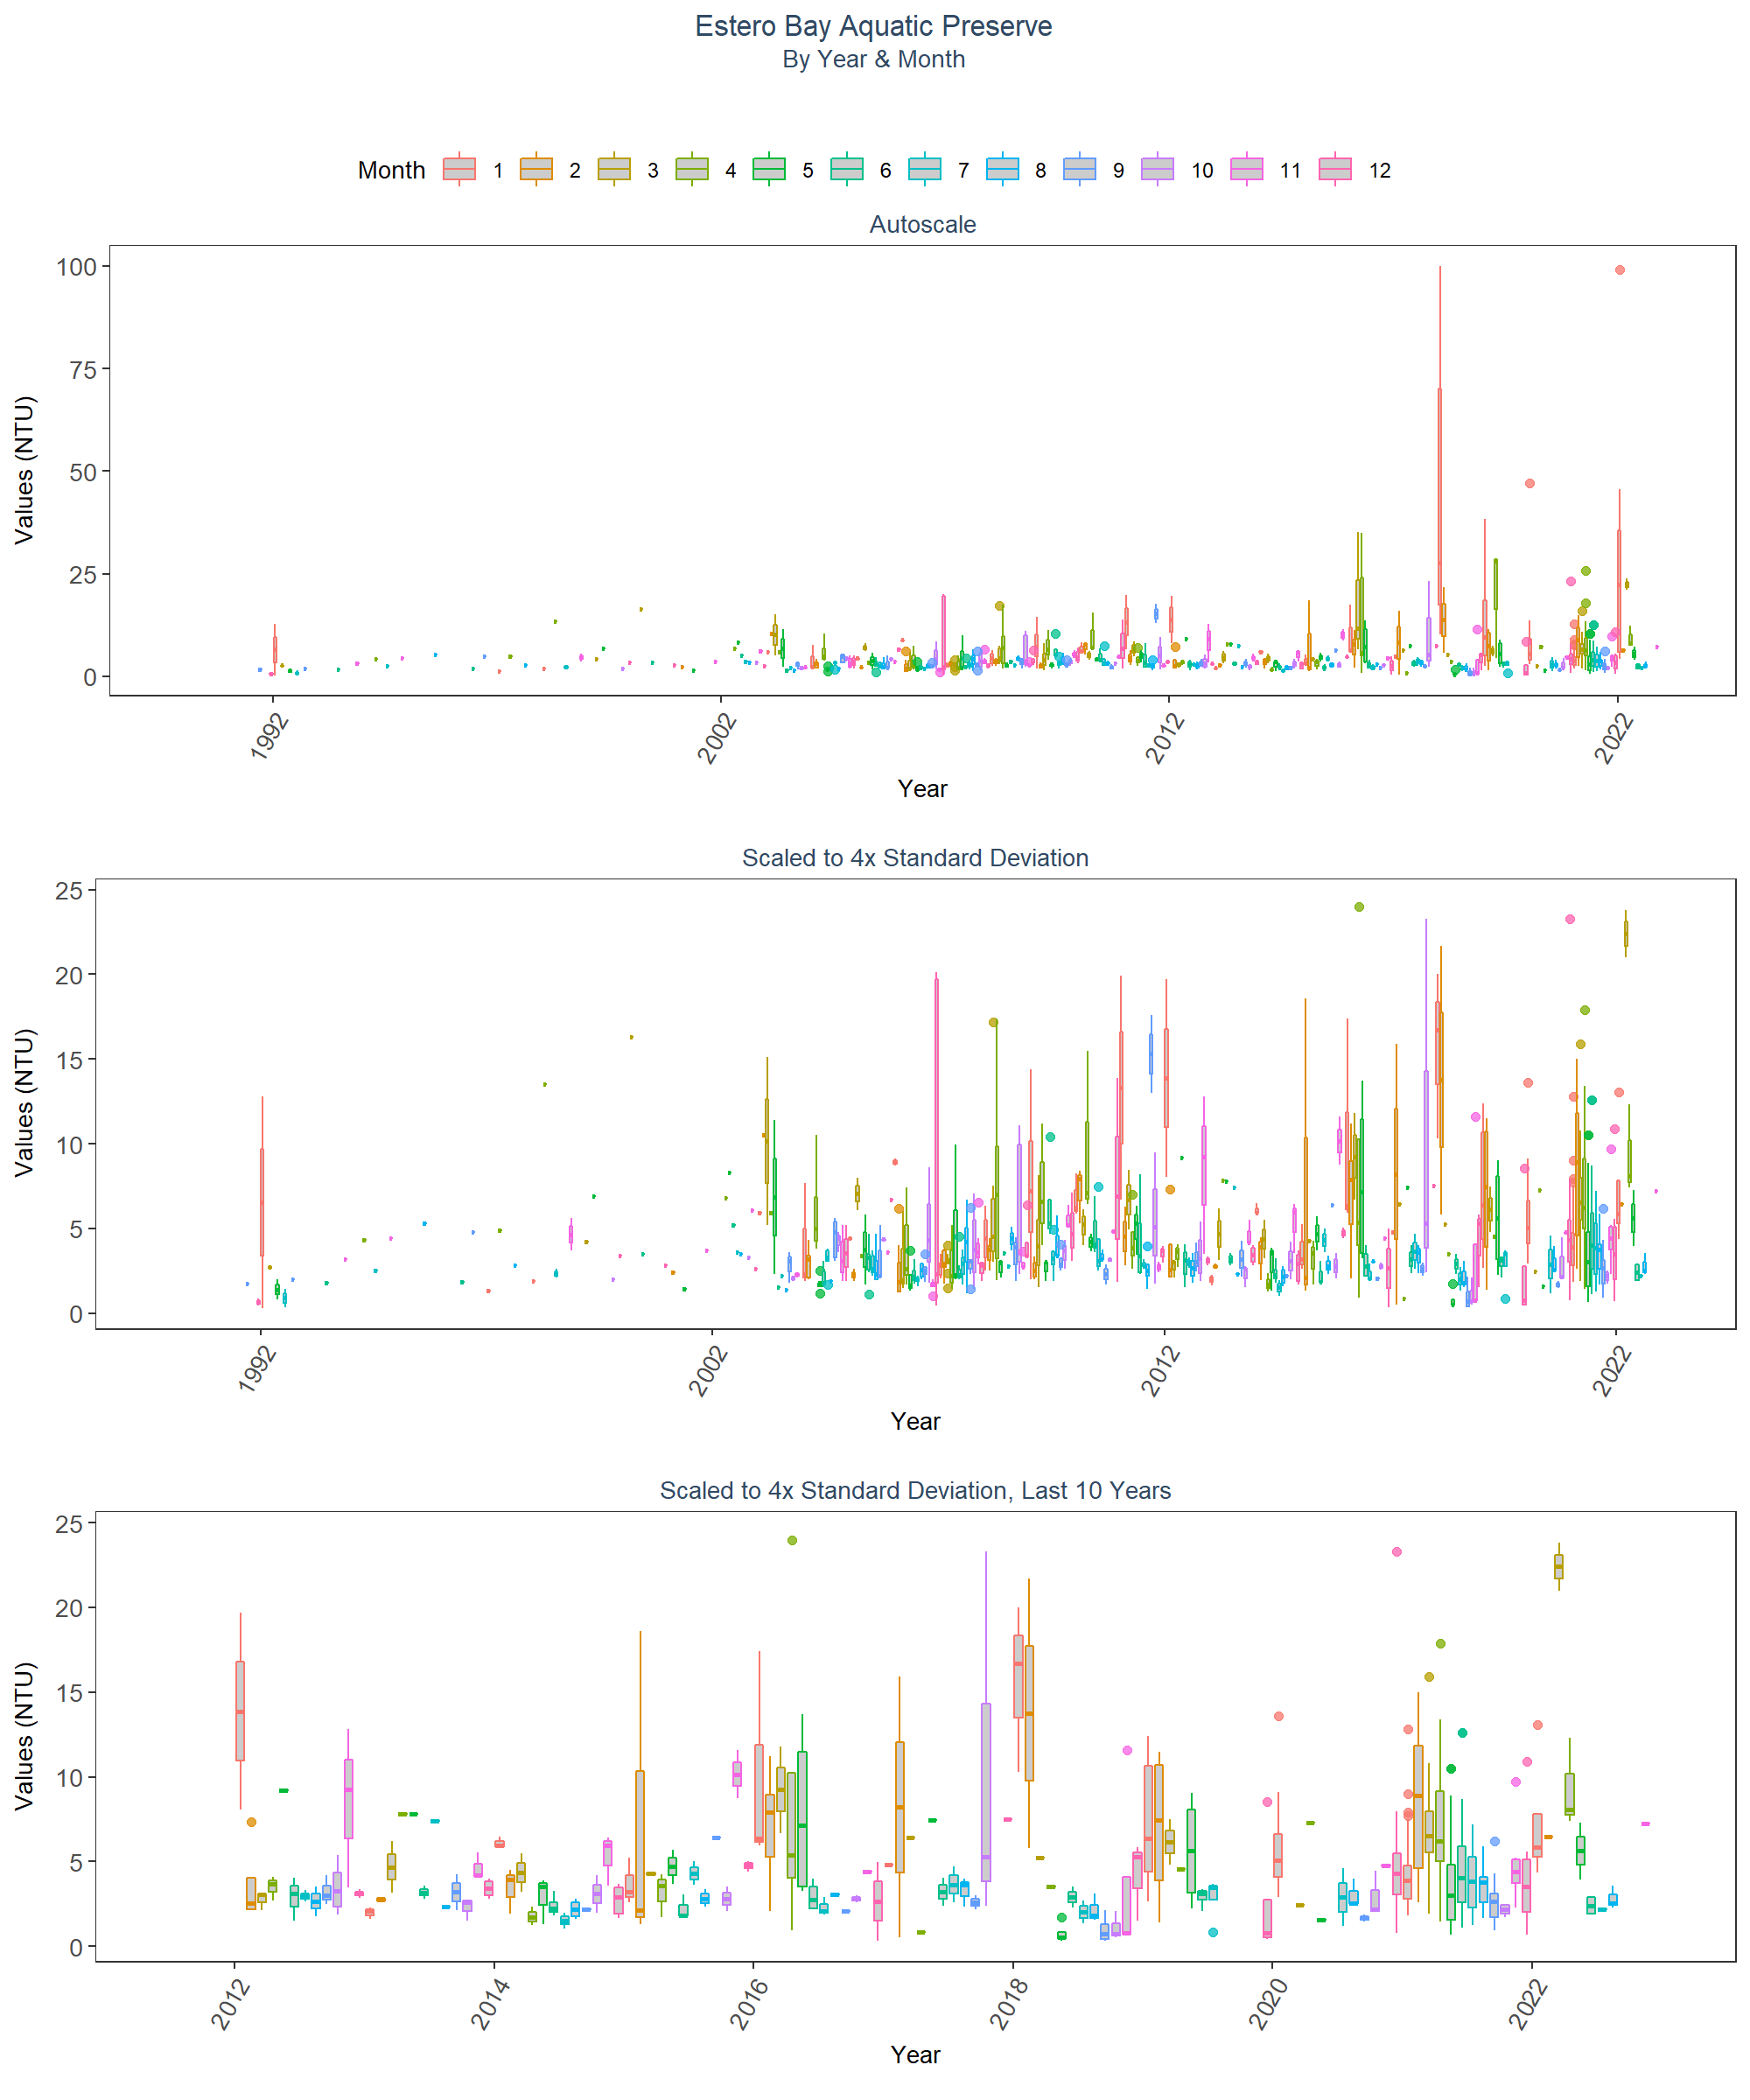 Estero Bay Aquatic Preserve
By Year & Month
Month 1 2 3 4 5 6 7 8 9 10 11 12
Autoscale
100
75
50
25
0
Values (NTU)
1992 2002 2012 2022
Year
Scaled to 4x Standard Deviation
25
20
15
10
5
0
Values (NTU)
1992 2002 2012 2022
Year
Scaled to 4x Standard Deviation, Last 10 Years
25
20
15
10
5
0
Values (NTU)
2012 2014 2016 2018 2020 2022
Year